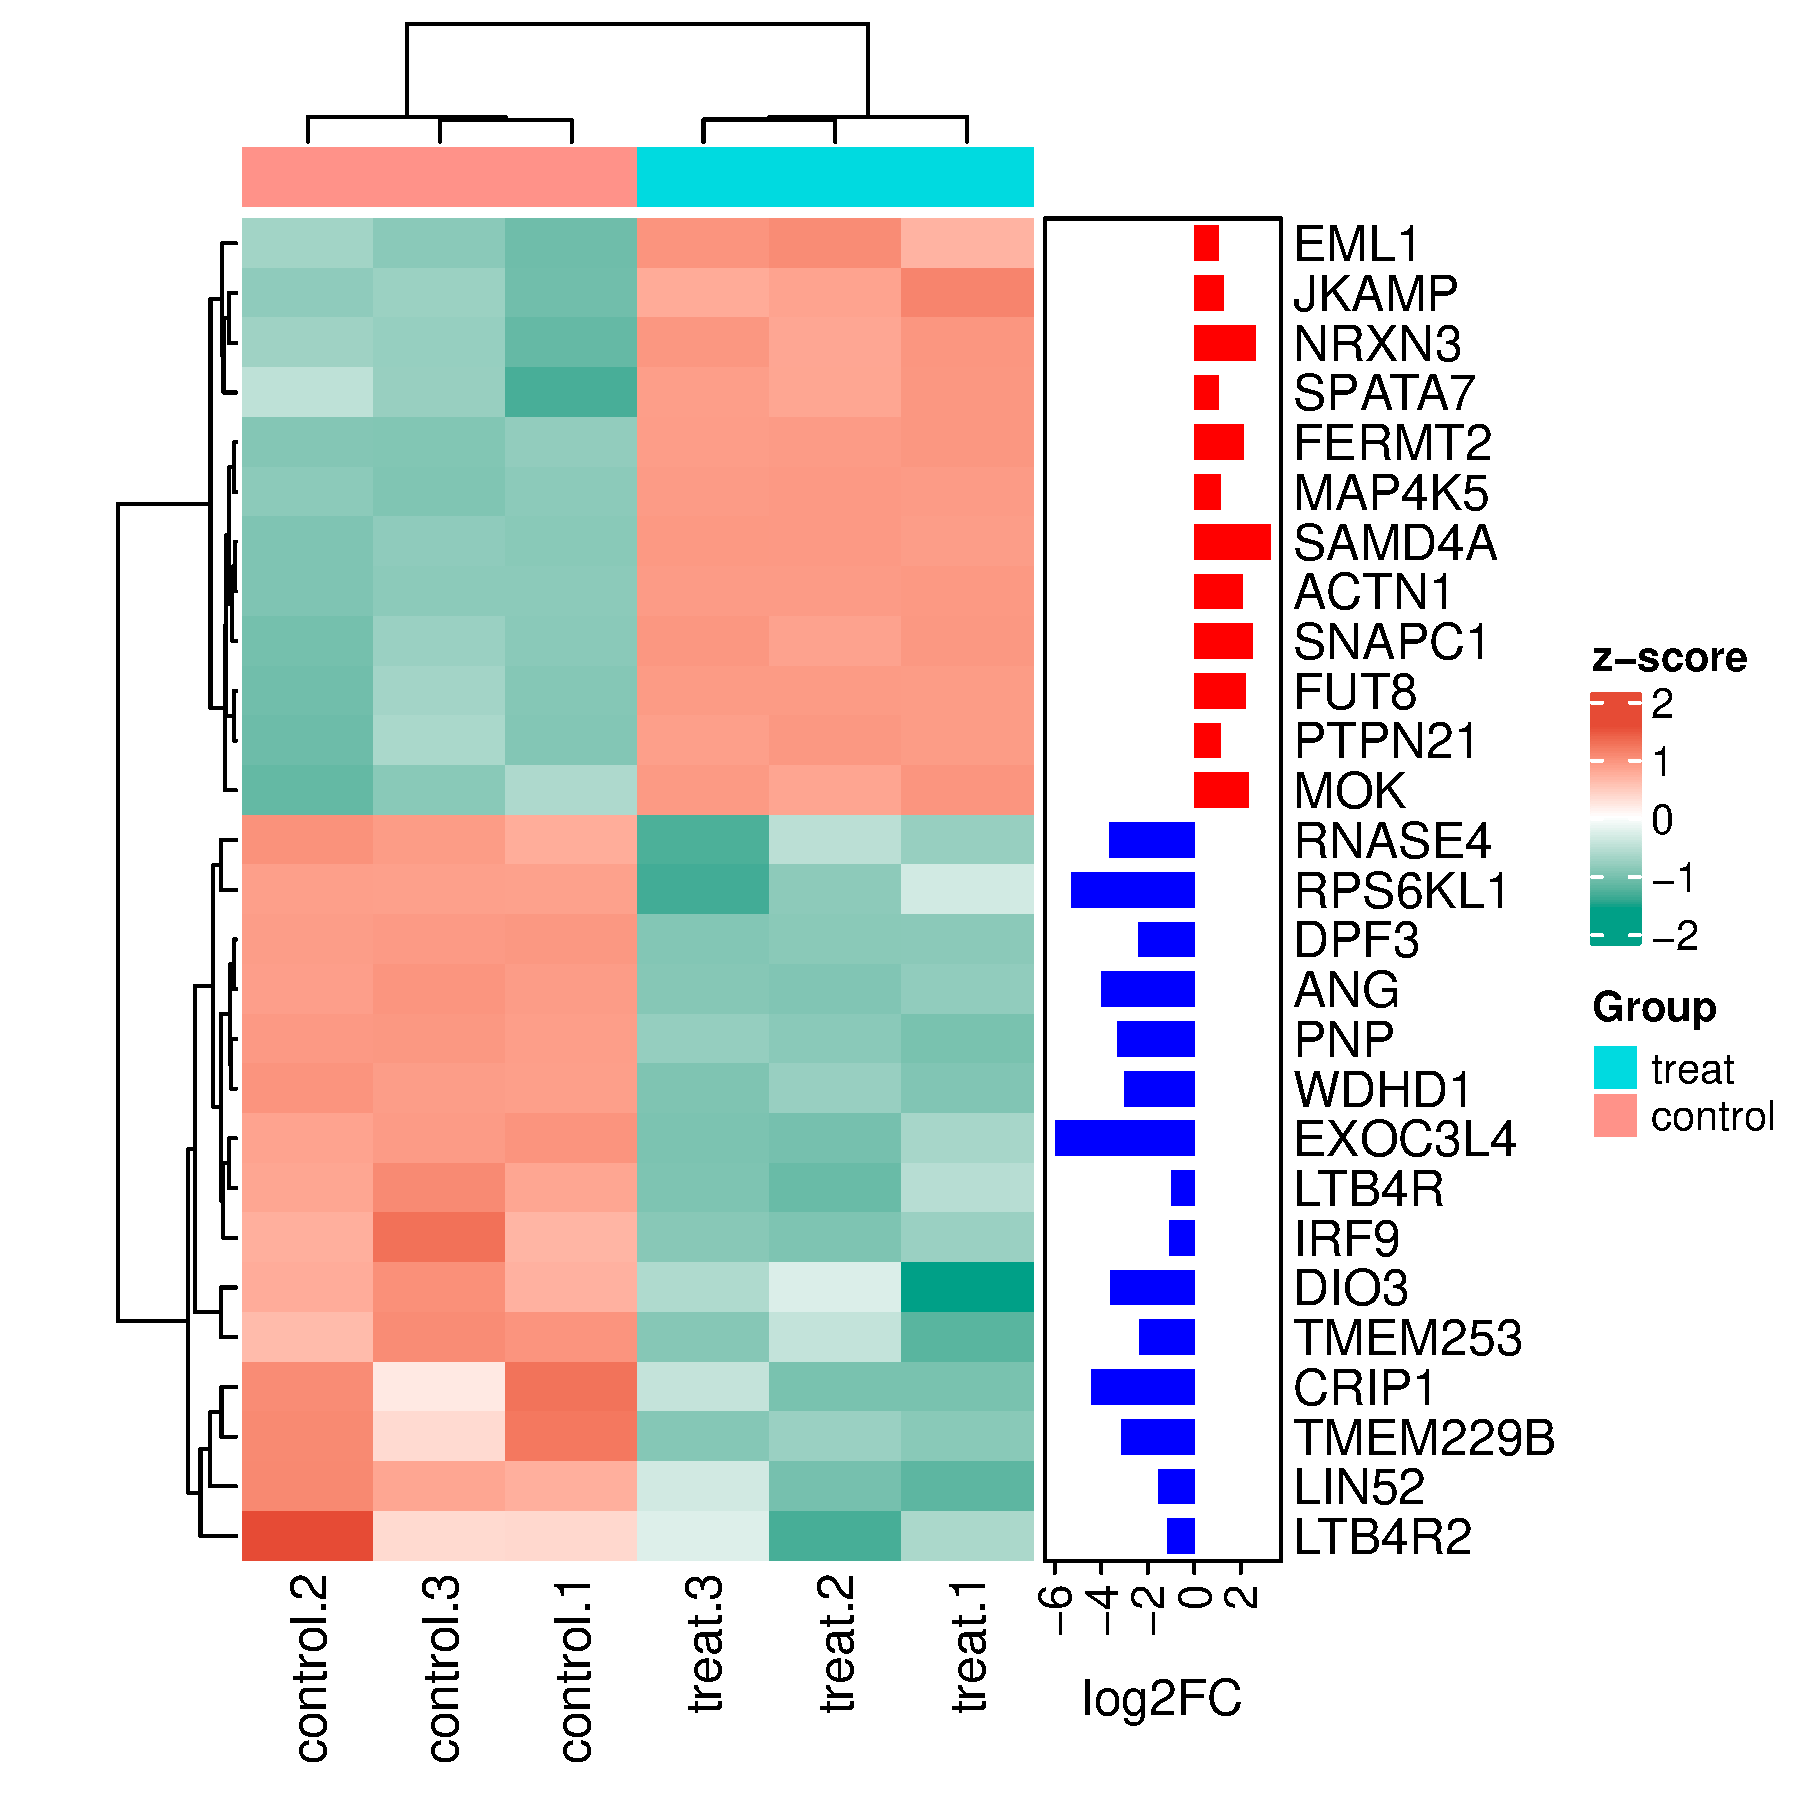 EML1
JKAMP
NRXN3
SPATA7
FERMT2
MAP4K5
SAMD4A
ACTN1
SNAPC1
FUT8
PTPN21
MOK
RNASE4
RPS6KL1
DPF3
ANG
PNP
WDHD1
EXOC3L4
LTB4R
IRF9
DIO3
TMEM253
CRIP1
TMEM229B
LIN52
LTB4R2
control.2
control.3
control.1
treat.3
treat.2
treat.1
−6
−4
−2
0
2
log2FC
z−score
2
1
0
−1
−2
Group
treat
control